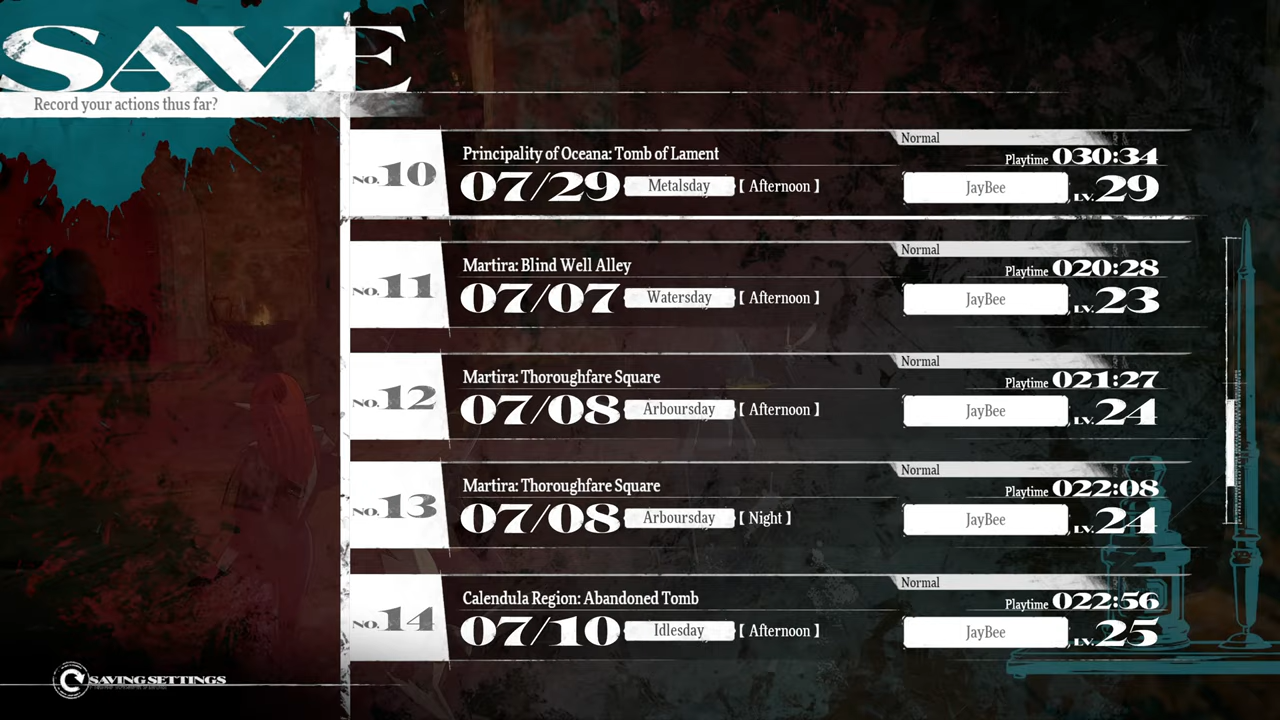 SAVE
Record your actions thus far?
No.10
Principality of Oceana: Tomb of Lament
07/29 Metalsday [ Afternoon ]
Normal
Playtime 030:34
JayBee LV.29
No.11
Martira: Blind Well Alley
07/07 Watersday [ Afternoon ]
Normal
Playtime 020:28
JayBee LV.23
No.12
Martira: Thoroughfare Square
07/08 Arboursday [ Afternoon ]
Normal
Playtime 021:27
JayBee LV.24
No.13
Martira: Thoroughfare Square
07/08 Arboursday [ Night ]
Normal
Playtime 022:08
JayBee LV.24
No.14
Calendula Region: Abandoned Tomb
07/10 Idlesday [ Afternoon ]
Normal
Playtime 022:56
JayBee LV.25
SAVING SETTINGS